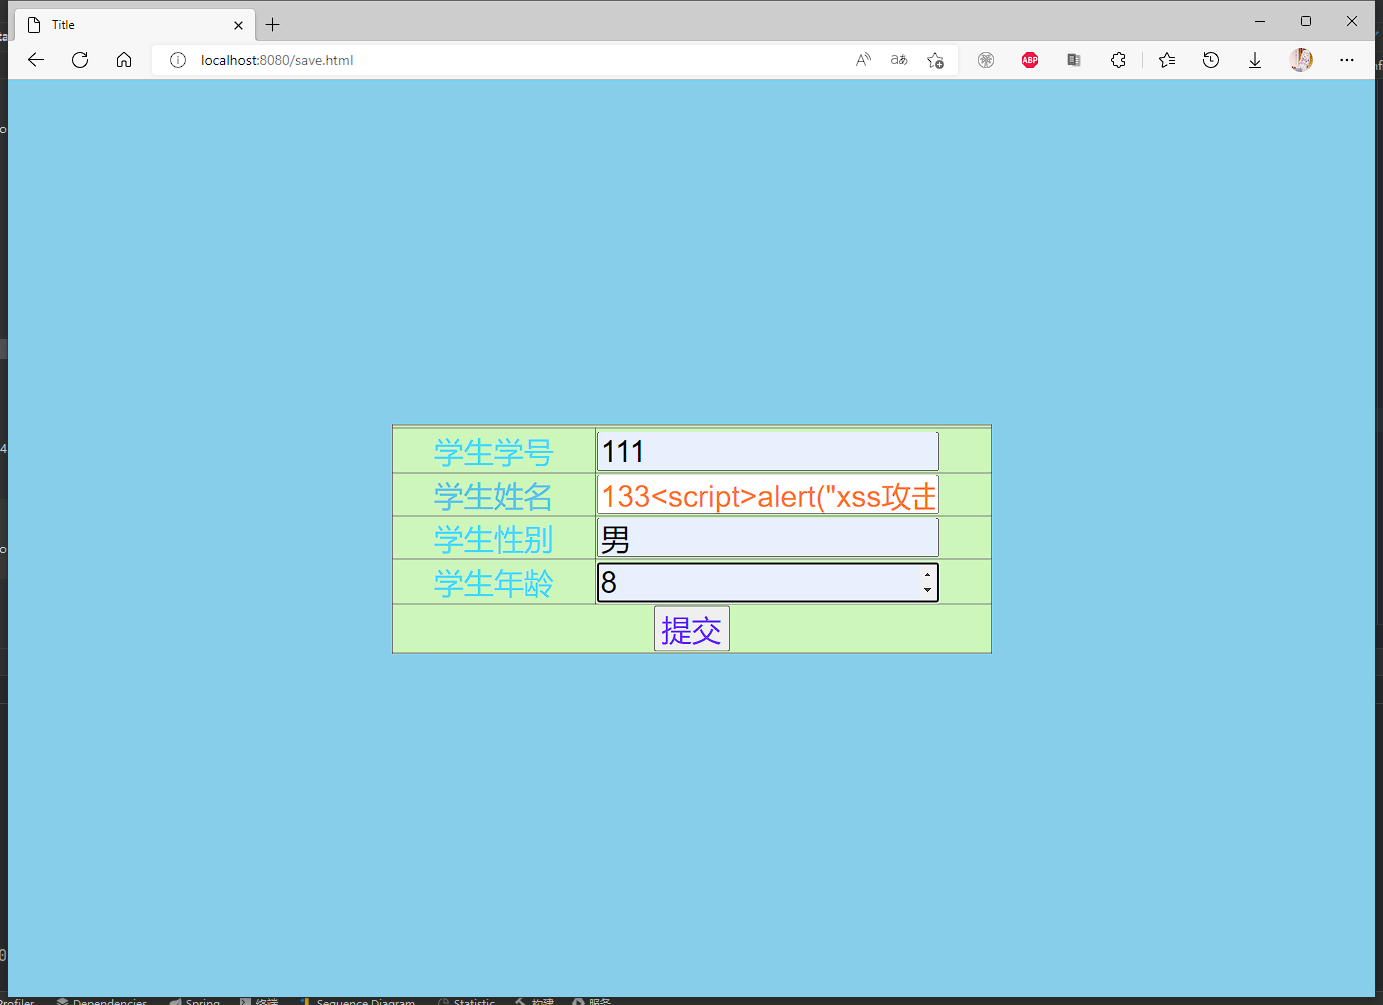 Title
localhost:8080/save.html
ABP
学生学号 111
学生姓名 133<script>alert("xss攻击
学生性别 男
学生年龄 8
提交
Profiler Dependencies Spring 终端 Sequence Diagram Statistic 构建 服务